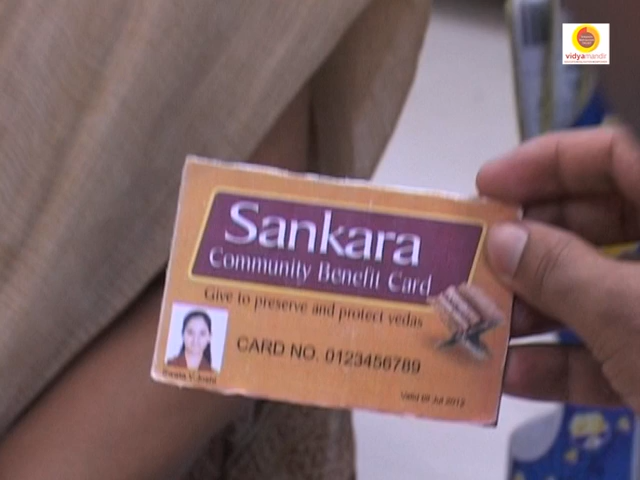 vidyamandir
Sankara
Community Benefit Card
Give to preserve and protect vedas
CARD NO. 0123456789